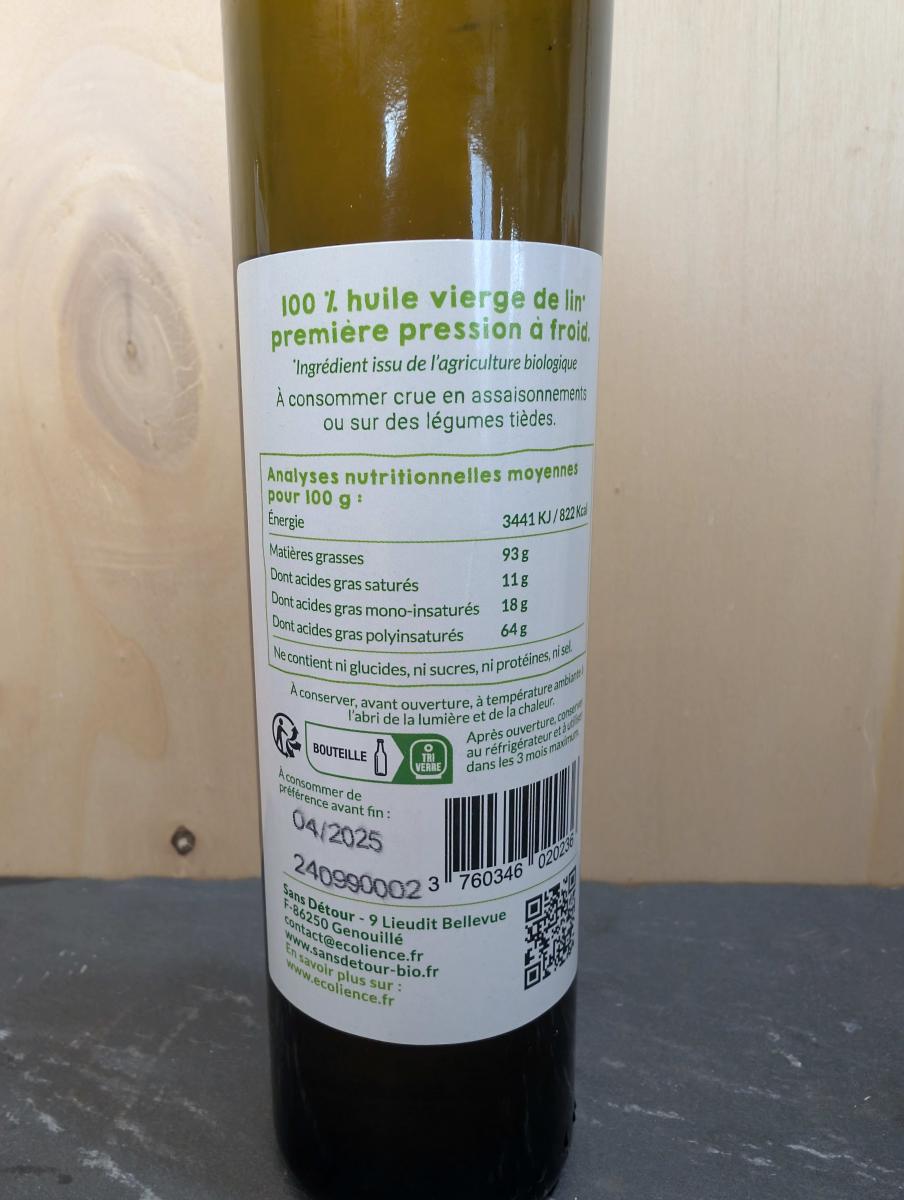 100 % huile vierge de lin*
première pression à froid.
*Ingrédient issu de l'agriculture biologique
À consommer crue en assaisonnements
ou sur des légumes tièdes.
Analyses nutritionnelles moyennes
pour 100 g :
Énergie 3441 KJ / 822 Kcal
Matières grasses 93 g
Dont acides gras saturés 11 g
Dont acides gras mono-insaturés 18 g
Dont acides gras polyinsaturés 64 g
Ne contient ni glucides, ni sucres, ni protéines, ni sel.
À conserver, avant ouverture, à température ambiante à
l'abri de la lumière et de la chaleur.
Après ouverture, conserver
au réfrigérateur et à utiliser
dans les 3 mois maximum.
BOUTEILLE
TRI
VERRE
À consommer de
préférence avant fin :
04/2025
240990002
3 760346 020236
Sans Détour - 9 Lieudit Bellevue
F-86250 Genouillé
contact@ecolience.fr
www.sansdetour-bio.fr
En savoir plus sur :
www.ecolience.fr